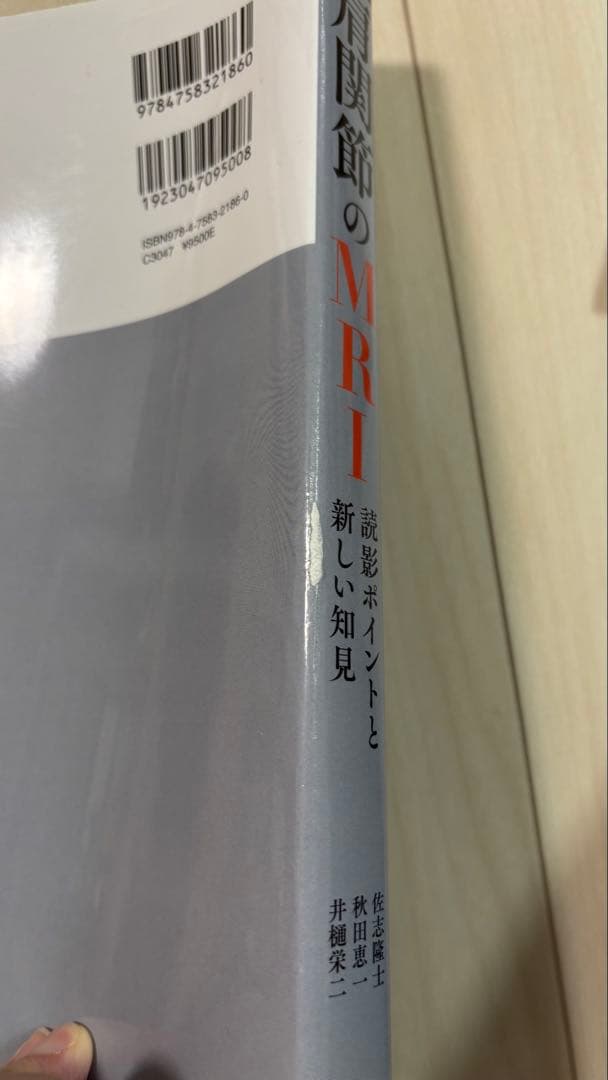 9784758321860
1923047095008
ISBN978-4-7583-2186-0
C3047 ¥9500E
肩関節のMRI
読影ポイントと
新しい知見
佐志隆士
秋田恵一
井樋栄二